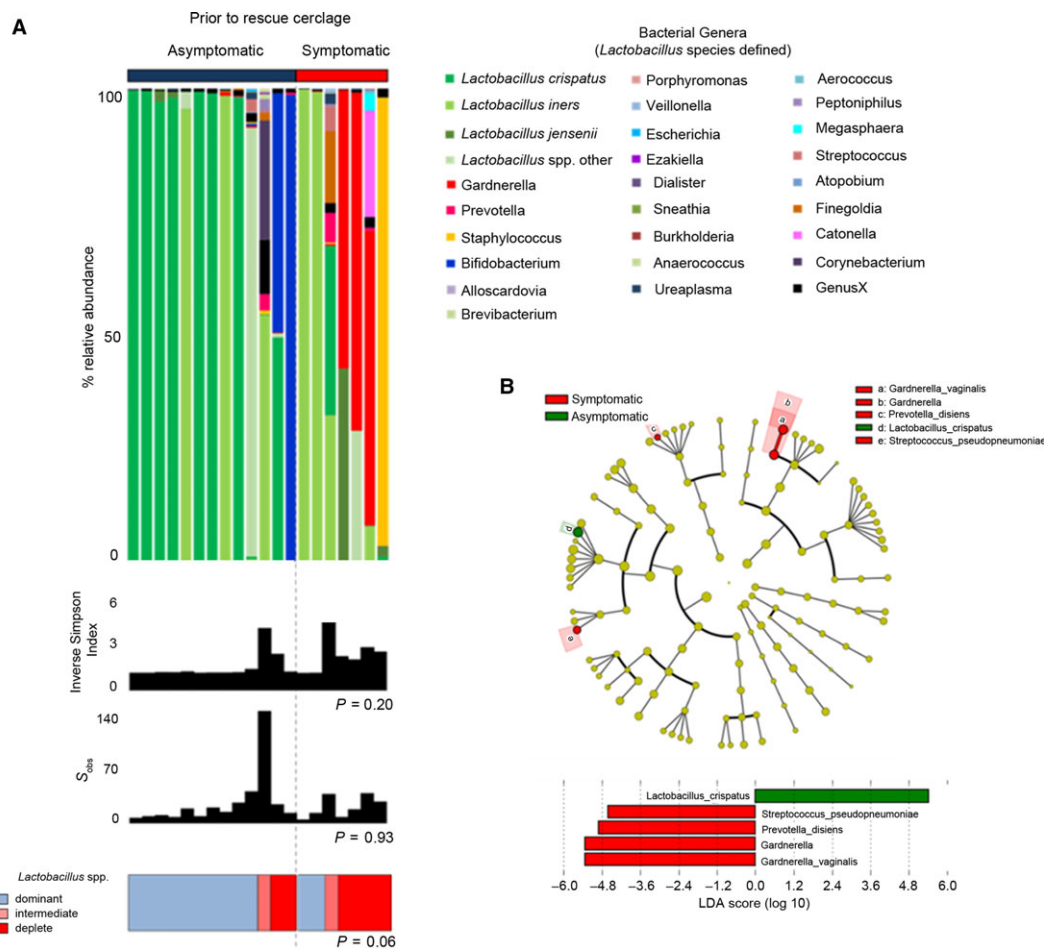 A
Prior to rescue cerclage
Asymptomatic
Symptomatic
% relative abundance
100
50
0
Bacterial Genera
(Lactobacillus species defined)
Lactobacillus crispatus
Lactobacillus iners
Lactobacillus jensenii
Lactobacillus spp. other
Gardnerella
Prevotella
Staphylococcus
Bifidobacterium
Alloscardovia
Brevibacterium
Porphyromonas
Veillonella
Escherichia
Ezakiella
Dialister
Sneathia
Burkholderia
Anaerococcus
Ureaplasma
Aerococcus
Peptoniphilus
Megasphaera
Streptococcus
Atopobium
Finegoldia
Catonella
Corynebacterium
GenusX
Inverse Simpson
Index
6
3
0
P = 0.20
Sobs
140
70
0
P = 0.93
Lactobacillus spp.
dominant
intermediate
deplete
P = 0.06
B
Symptomatic
Asymptomatic
a: Gardnerella_vaginalis
b: Gardnerella
c: Prevotella_disiens
d: Lactobacillus_crispatus
e: Streptococcus_pseudopneumoniae
b
a
c
d
e
Lactobacillus_crispatus
Streptococcus_pseudopneumoniae
Prevotella_disiens
Gardnerella
Gardnerella_vaginalis
–6.0 –4.8 –3.6 –2.4 –1.2 0.0 1.2 2.4 3.6 4.8 6.0
LDA score (log 10)